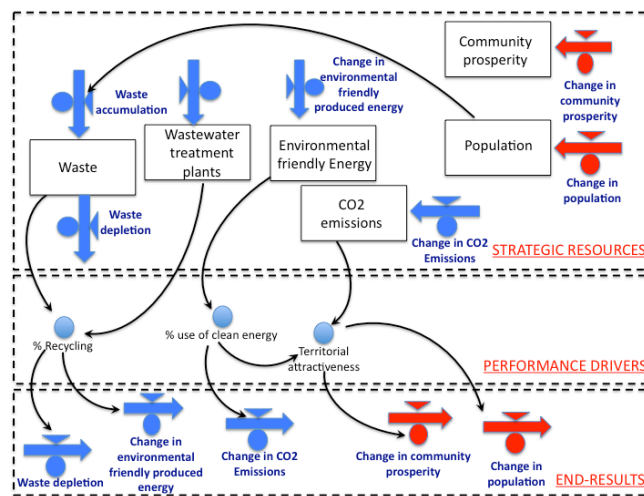 Change in
environmental
friendly
produced energy
Community
prosperity
Waste
accumulation
Change in
community
prosperity
Wastewater
treatment
plants
Environmental
friendly Energy
Population
Waste
Change in
population
CO2
emissions
Waste
depletion
Change in CO2
Emissions
STRATEGIC RESOURCES
% Recycling
% use of clean energy
Territorial
attractiveness
PERFORMANCE DRIVERS
Change in
environmental
friendly produced
energy
Waste depletion
Change in CO2
Emissions
Change in community
prosperity
Change in
population
END-RESULTS